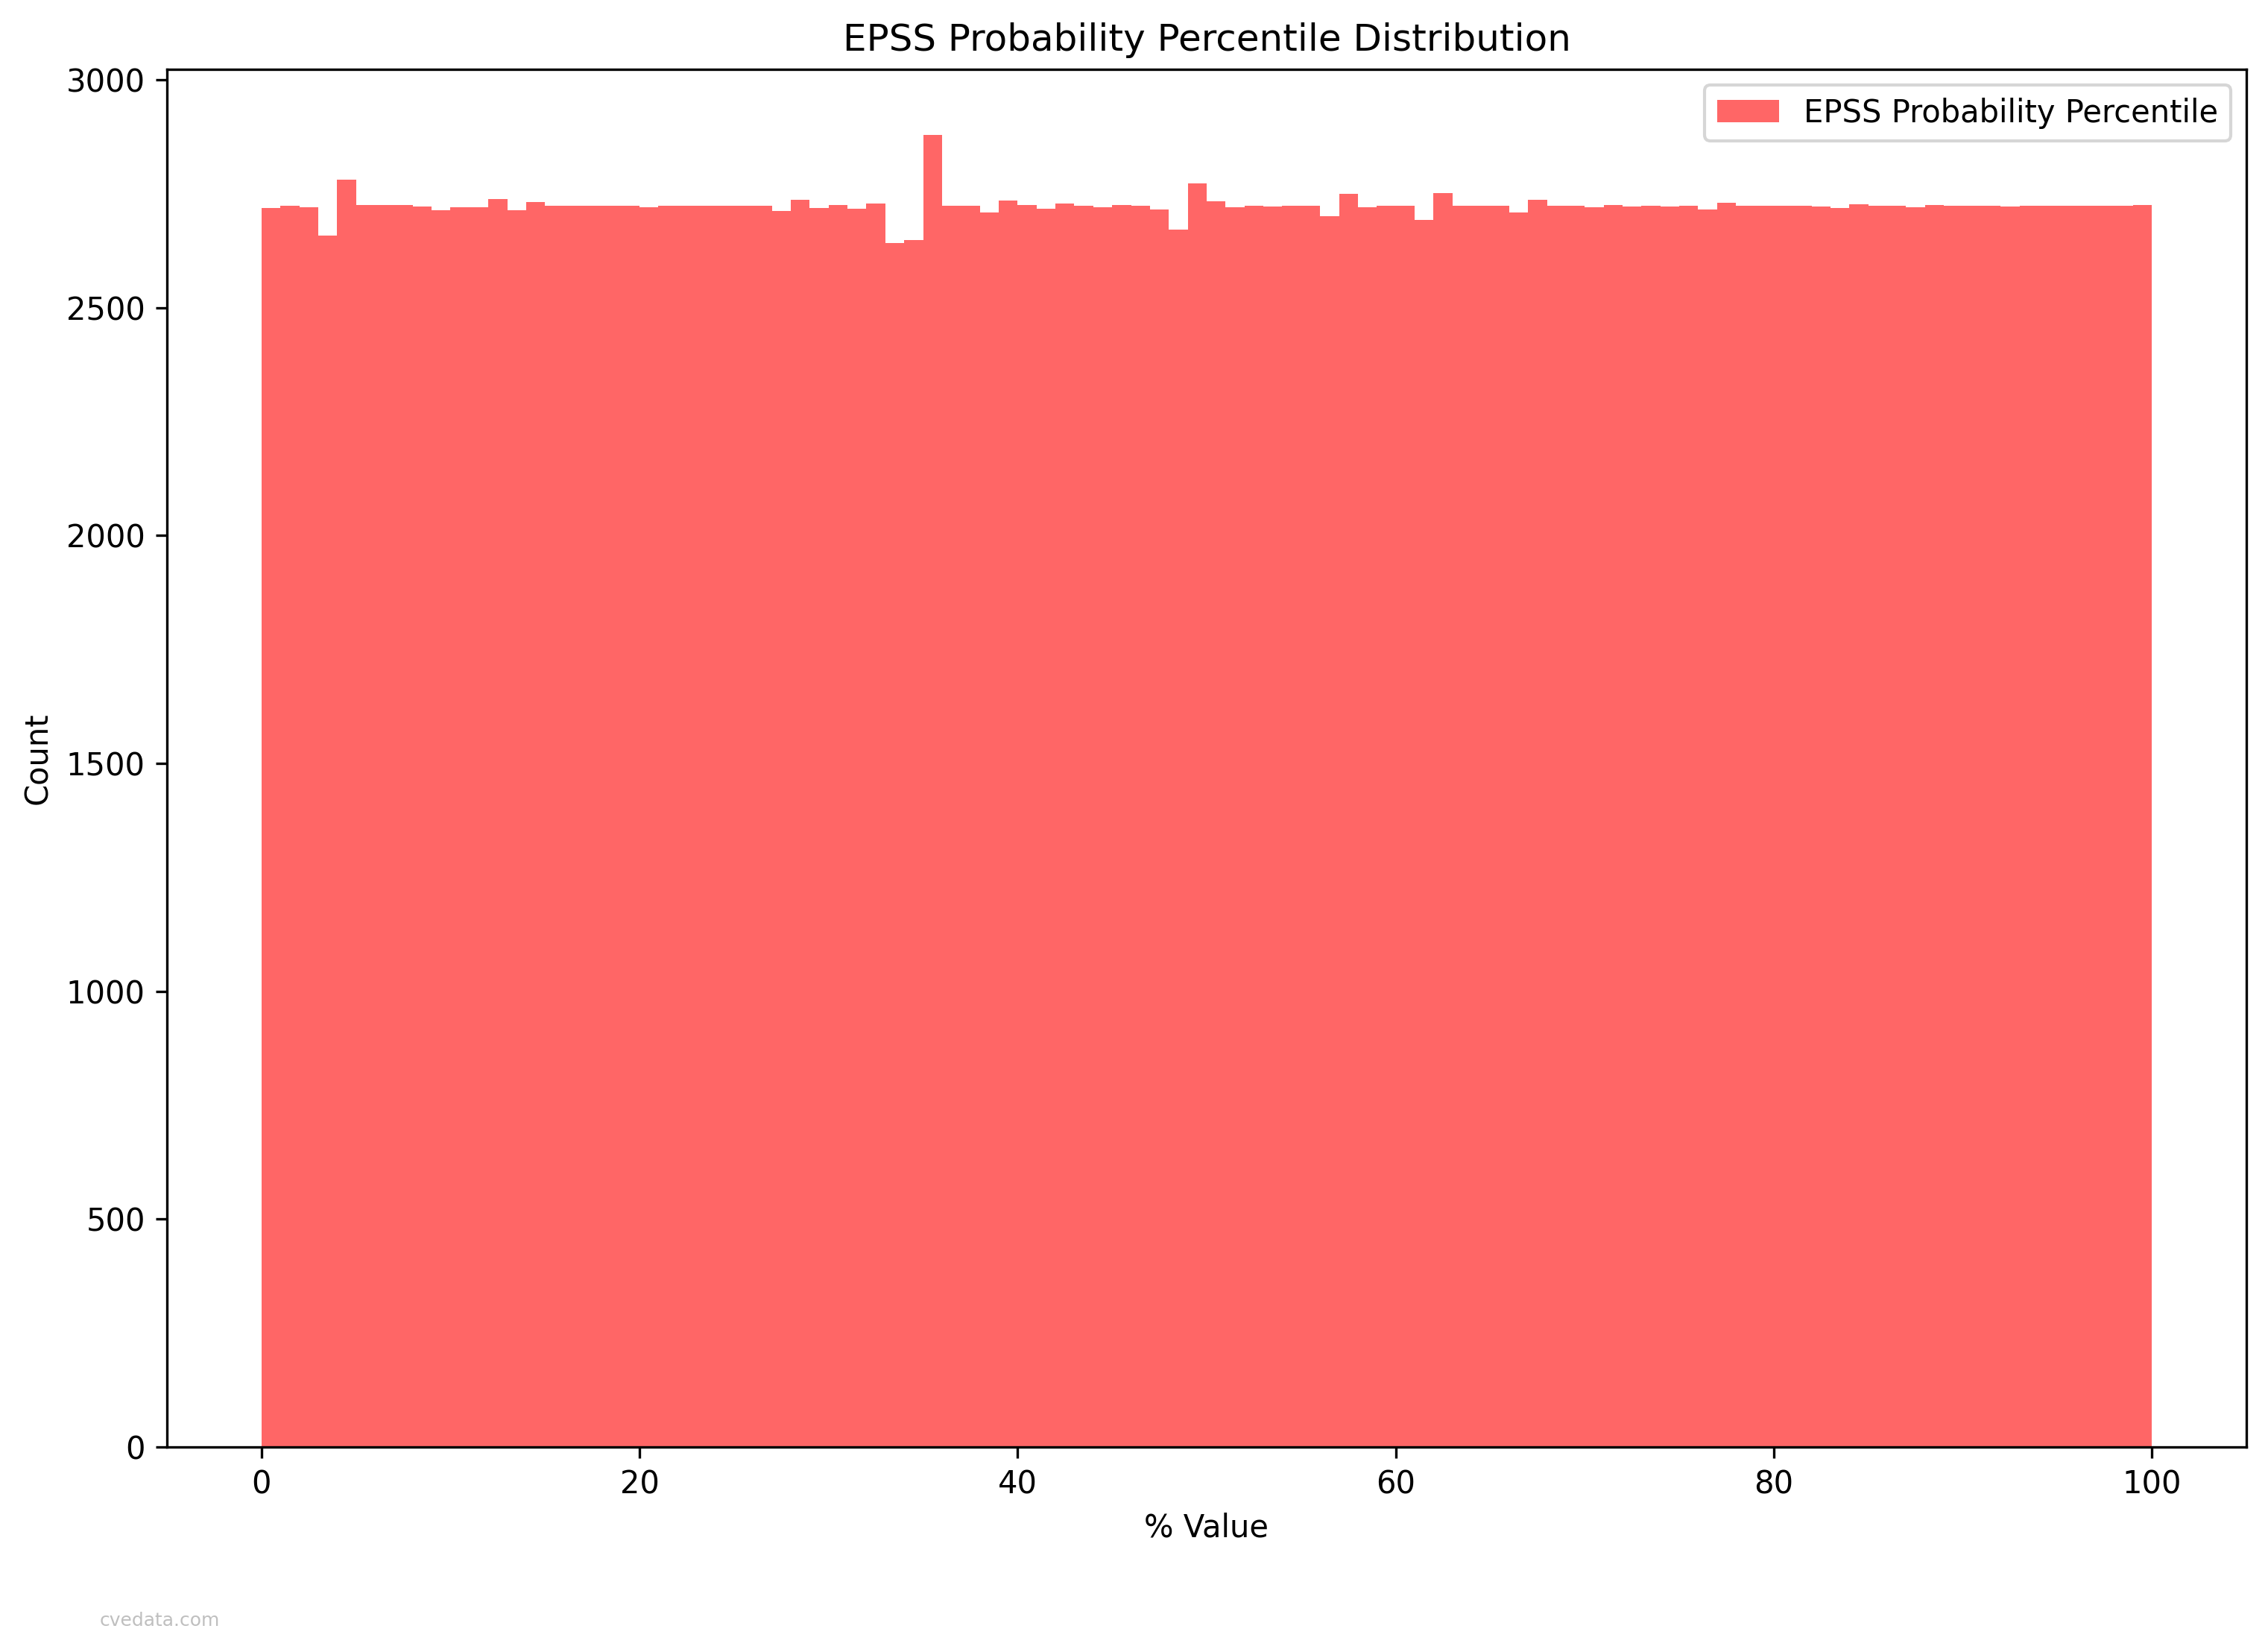 EPSS Probability Percentile Distribution
EPSS Probability Percentile
3000
2500
2000
1500
1000
500
0
Count
0 20 40 60 80 100
% Value
cvedata.com